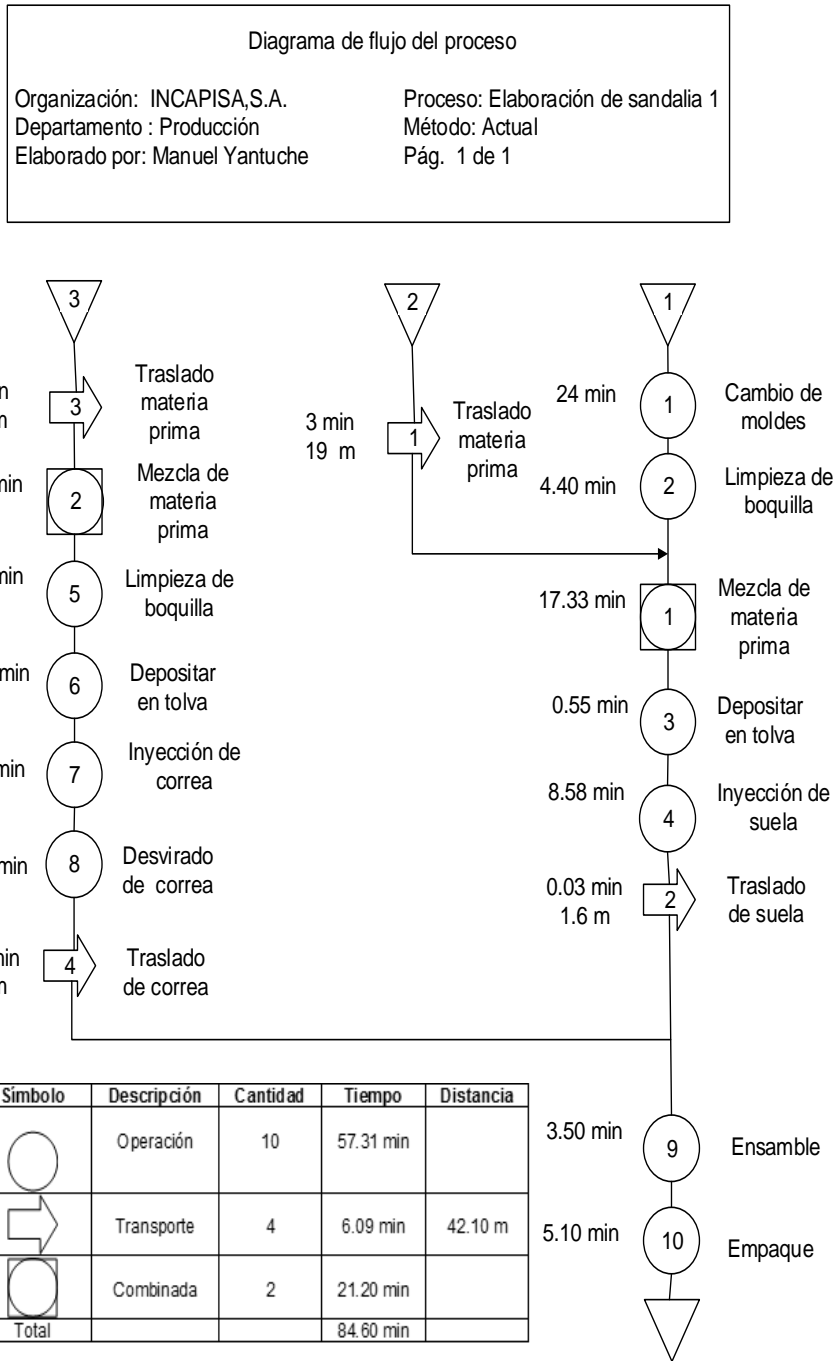 Diagrama de flujo del proceso
Organización: INCAPISA,S.A.
Departamento : Producción
Elaborado por: Manuel Yantuche
Proceso: Elaboración de sandalia 1
Método: Actual
Pág. 1 de 1
3
3
Traslado
materia
prima
min
2
Mezcla de
materia
prima
min
5
Limpieza de
boquilla
min
6
Depositar
en tolva
min
7
Inyección de
correa
min
8
Desvirado
de correa
4
Traslado
de correa
2
3 min
19 m
1
Traslado
materia
prima
1
24 min
1
Cambio de
moldes
4.40 min
2
Limpieza de
boquilla
17.33 min
1
Mezcla de
materia
prima
0.55 min
3
Depositar
en tolva
8.58 min
4
Inyección de
suela
0.03 min
1.6 m
2
Traslado
de suela
3.50 min
9
Ensamble
5.10 min
10
Empaque
Símbolo Descripción Cantidad Tiempo Distancia
Operación 10 57.31 min
Transporte 4 6.09 min 42.10 m
Combinada 2 21.20 min
Total 84.60 min